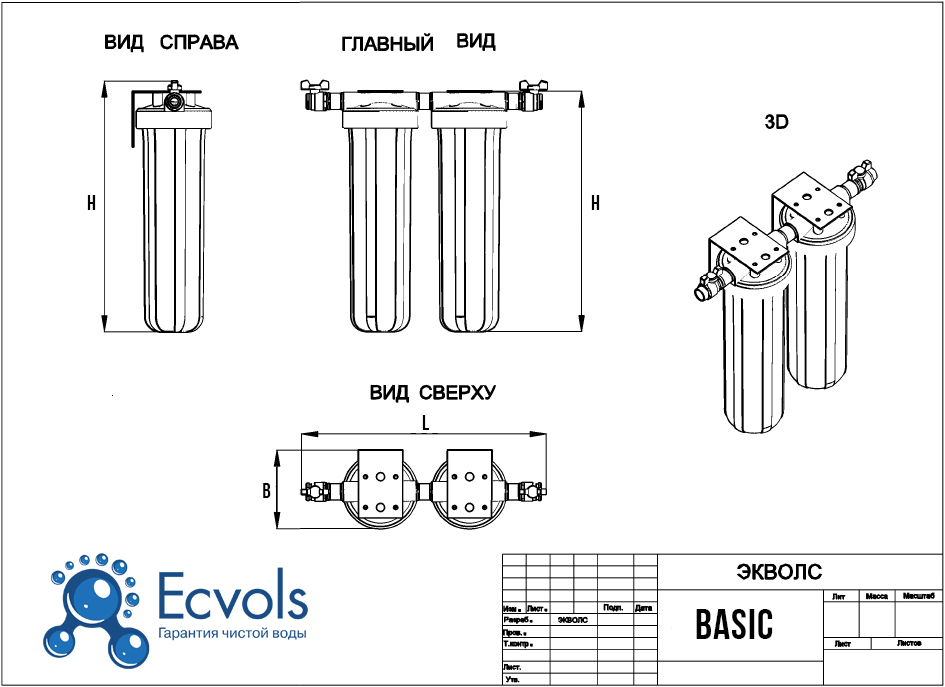 ВИД СПРАВА
ГЛАВНЫЙ ВИД
3D
H
H
ВИД СВЕРХУ
L
B
Ecvols
Гарантия чистой воды
ЭКВОЛС
BASIC
Лит Масса Масштаб
Изм. Лист. Подп. Дата
Разраб. ЭКВОЛС
Пров.
Т.контр.
Лист Листов
Лист.
Утв.